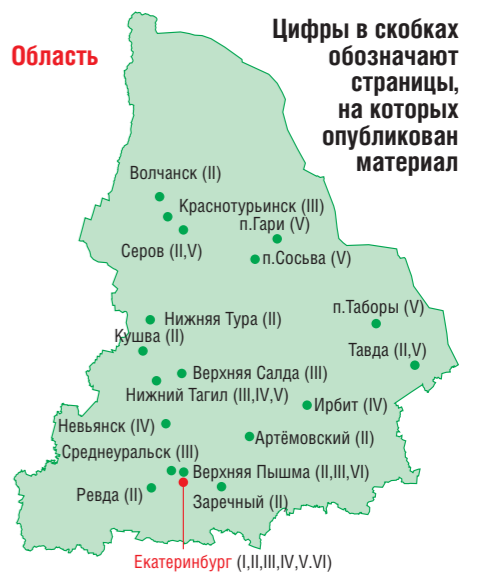 Область
Цифры в скобках
обозначают
страницы,
на которых
опубликован
материал
Волчанск (II)
Краснотурьинск (III)
п.Гари (V)
Серов (II,V)
п.Сосьва (V)
п.Таборы (V)
Нижняя Тура (II)
Кушва (II)
Тавда (II,V)
Верхняя Салда (III)
Нижний Тагил (III,IV,V)
Ирбит (IV)
Невьянск (IV)
Артёмовский (II)
Среднеуральск (III)
Верхняя Пышма (II,III,VI)
Ревда (II)
Заречный (II)
Екатеринбург (I,II,III,IV,V.VI)